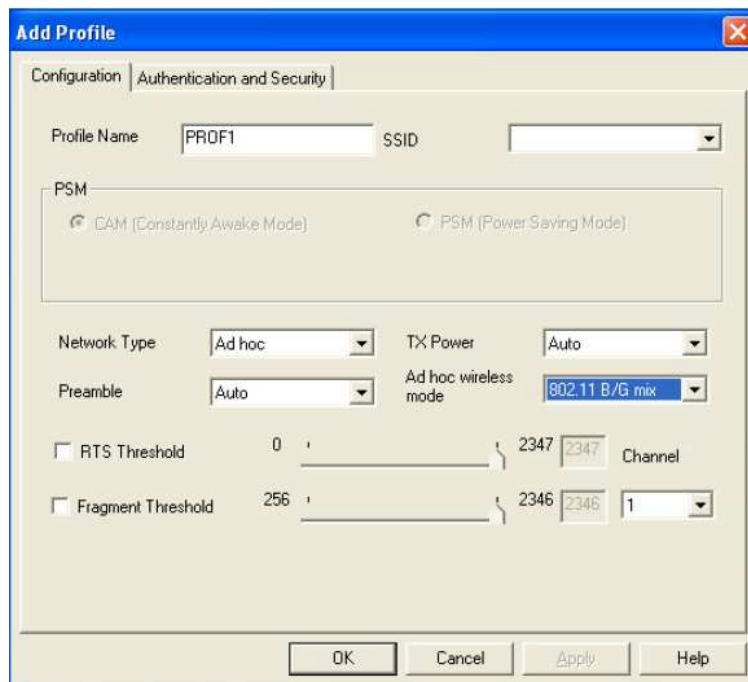 Add Profile
Configuration Authentication and Security
Profile Name PROF1 SSID
PSM
CAM (Constantly Awake Mode) PSM (Power Saving Mode)
Network Type Ad hoc TX Power Auto
Preamble Auto Ad hoc wireless mode 802.11 B/G mix
RTS Threshold 0 2347 2347 Channel
Fragment Threshold 256 2346 2346 1
OK Cancel Apply Help